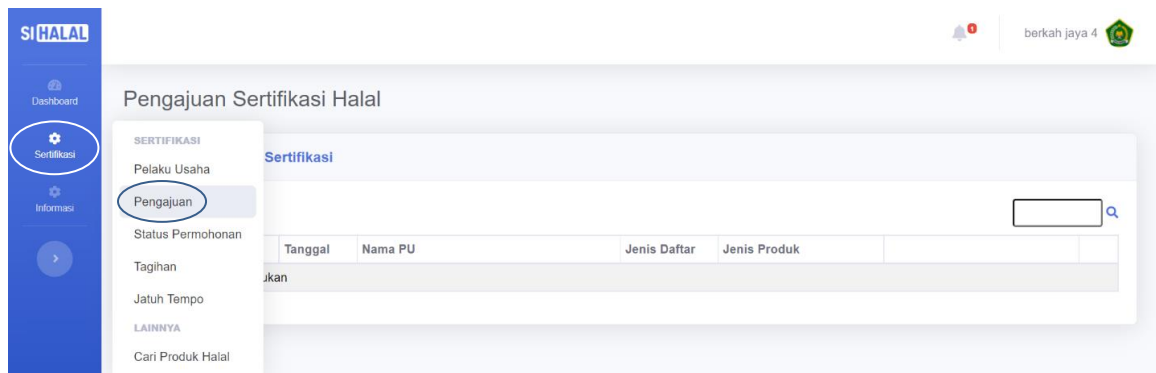 SIHALAL
1
berkah jaya 4
Dashboard
Sertifikasi
Informasi
Pengajuan Sertifikasi Halal
SERTIFIKASI
Pelaku Usaha
Pengajuan
Status Permohonan
Tagihan
Jatuh Tempo
LAINNYA
Cari Produk Halal
Sertifikasi
Tanggal Nama PU Jenis Daftar Jenis Produk
ukan